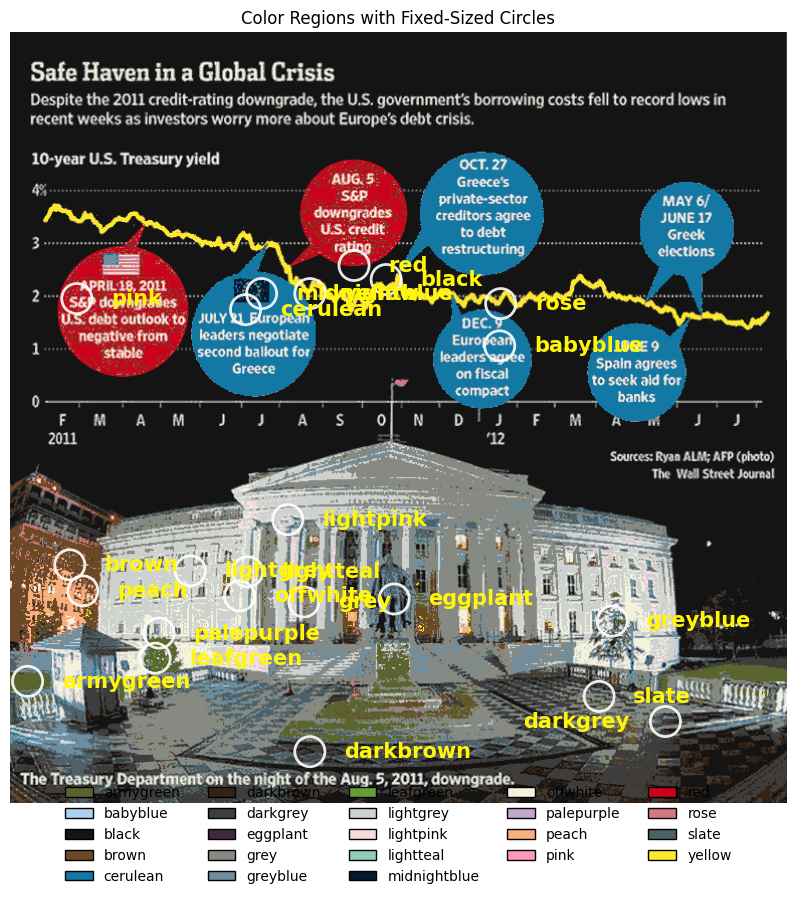 Color Regions with Fixed-Sized Circles
Safe Haven in a Global Crisis
Despite the 2011 credit-rating downgrade, the U.S. government's borrowing costs fell to record lows in
recent weeks as investors worry more about Europe's debt crisis.
10-year U.S. Treasury yield
4%
3
2
1
0
AUG. 5
S&P
downgrades
U.S. credit
rating
OCT. 27
Greece's
private-sector
creditors agree
to debt
restructuring
MAY 6/
JUNE 17
Greek
elections
APRIL 18, 2011
S&P downgrades
U.S. debt outlook to
negative from
stable
JULY 21 European
leaders negotiate
second bailout for
Greece
DEC. 9
European
leaders agree
on fiscal
compact
JUNE 9
Spain agrees
to seek aid for
banks
red
black
pink
midnightblue
yellow
cerulean
rose
babyblue
F M A M J J A S O N D J F M A M J J
2011 '12
Sources: Ryan ALM; AFP (photo)
The Wall Street Journal
lightpink
brown
lightgrey
lightteal
peach
offwhite
grey
eggplant
greyblue
palepurple
leafgreen
armygreen
slate
darkgrey
darkbrown
The Treasury Department on the night of the Aug. 5, 2011, downgrade.
armygreen darkbrown leafgreen offwhite red
babyblue darkgrey lightgrey palepurple rose
black eggplant lightpink peach slate
brown grey lightteal pink yellow
cerulean greyblue midnightblue